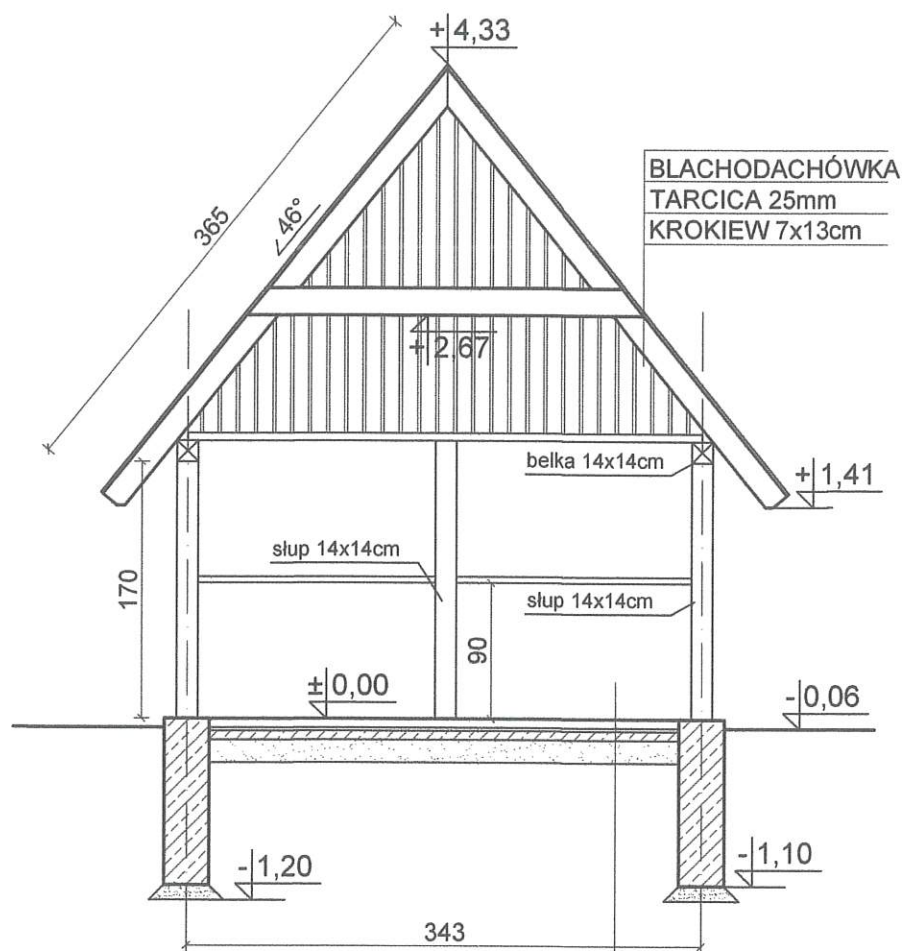 +4,33
365
46°
BLACHODACHÓWKA
TARCICA 25mm
KROKIEW 7x13cm
+2,67
belka 14x14cm
+1,41
170
słup 14x14cm
słup 14x14cm
90
±0,00
-0,06
-1,20
-1,10
343